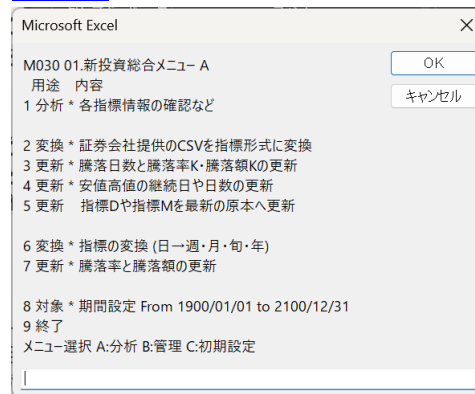 Microsoft Excel
M030 01.新投資総合メニュー A
用途 内容
1 分析 * 各指標情報の確認など
2 変換 * 証券会社提供のCSVを指標形式に変換
3 更新 * 騰落日数と騰落率K・騰落額Kの更新
4 更新 * 安値高値の継続日や日数の更新
5 更新 指標Dや指標Mを最新の原本へ更新
6 変換 * 指標の変換 (日→週・月・旬・年)
7 更新 * 騰落率と騰落額の更新
8 対象 * 期間設定 From 1900/01/01 to 2100/12/31
9 終了
メニュー選択 A:分析 B:管理 C:初期設定
OK
キャンセル